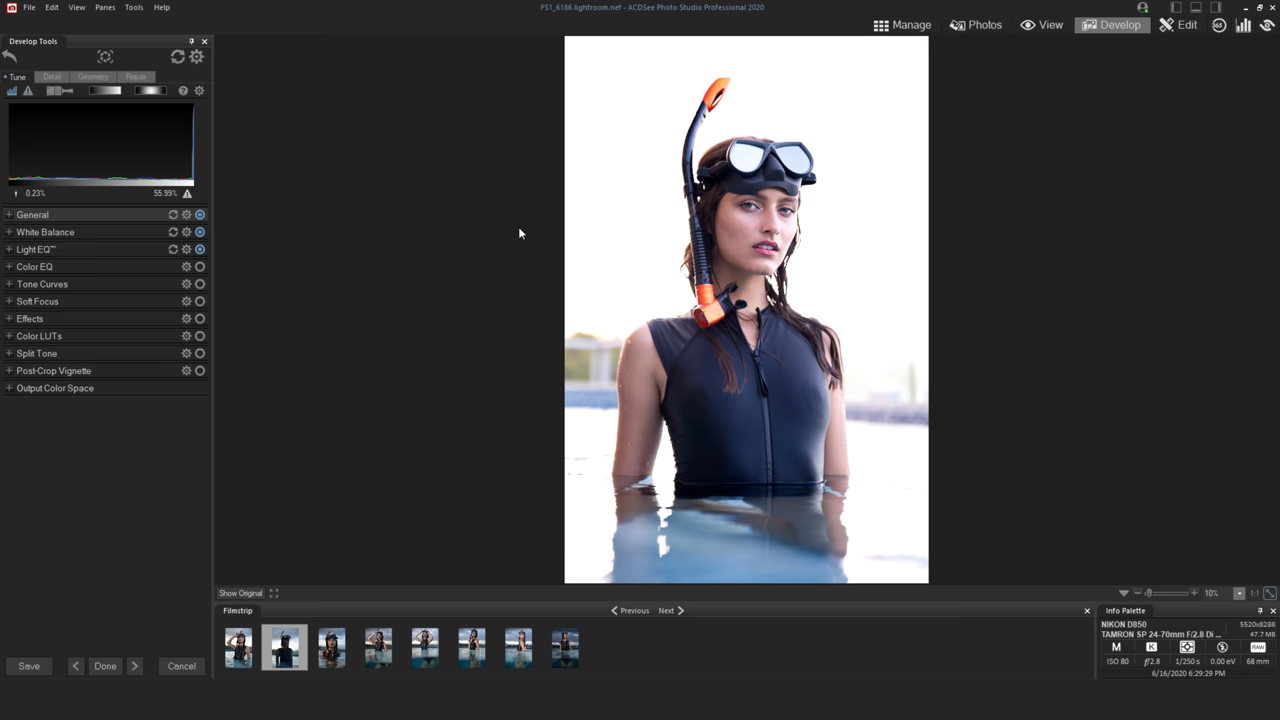 File Edit View Panes Tools Help
FS1_6186 lightroom.nef - ACDSee Photo Studio Professional 2020
Manage Photos View Develop Edit 365
Develop Tools
Tune Detail Geometry Repair
0.23% 55.99%
General
White Balance
Light EQ™
Color EQ
Tone Curves
Soft Focus
Effects
Color LUTs
Split Tone
Post-Crop Vignette
Output Color Space
Show Original
10% 1:1
Filmstrip
Previous Next
Info Palette
NIKON D850 5520x8288
TAMRON SP 24-70mm F/2.8 Di ... 47.7 MB
M K RAW
ISO 80 f/2.8 1/250 s 0.00 eV 68 mm
6/16/2020 6:29:29 PM
Save Done Cancel